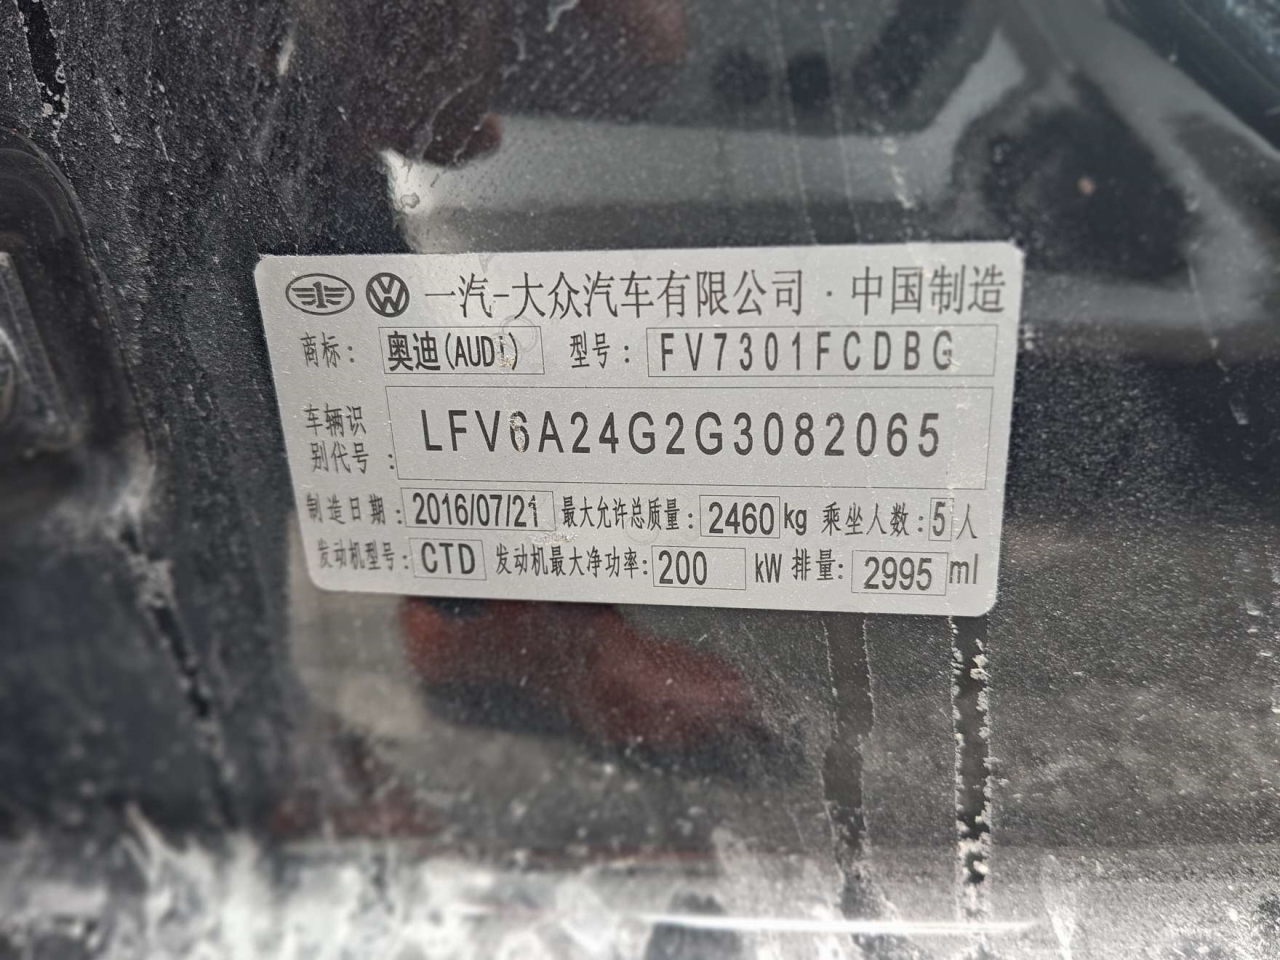 一汽-大众汽车有限公司 · 中国制造
商标: 奥迪(AUDi) 型号: FV7301FCDBG
车辆识别代号: LFV6A24G2G3082065
制造日期: 2016/07/21 最大允许总质量: 2460kg 乘坐人数: 5人
发动机型号: CTD 发动机最大净功率: 200 kW 排量: 2995 ml